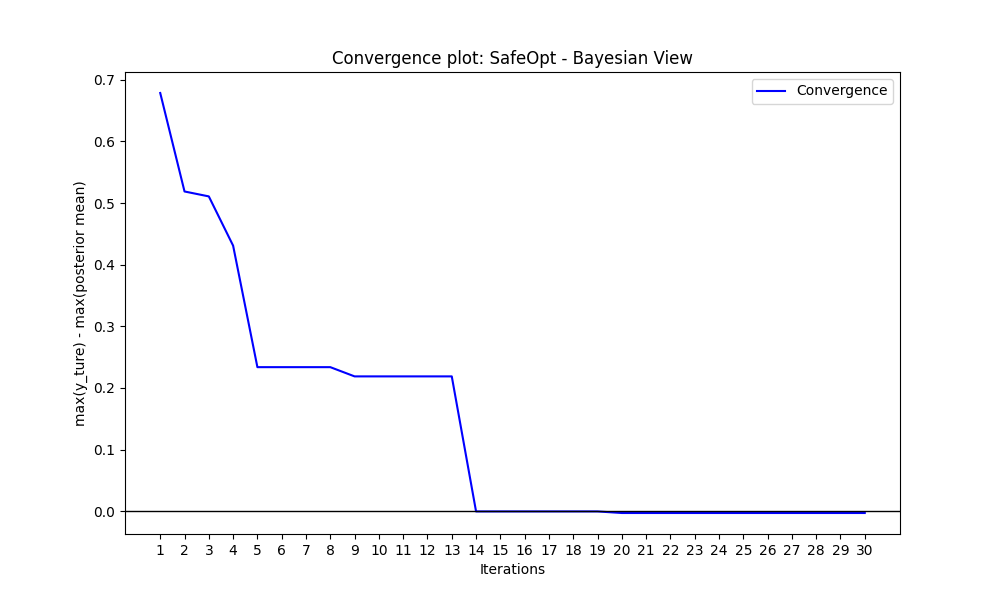 Convergence plot: SafeOpt - Bayesian View
Convergence
max(y_ture) - max(posterior mean)
0.7
0.6
0.5
0.4
0.3
0.2
0.1
0.0
1 2 3 4 5 6 7 8 9 10 11 12 13 14 15 16 17 18 19 20 21 22 23 24 25 26 27 28 29 30
Iterations